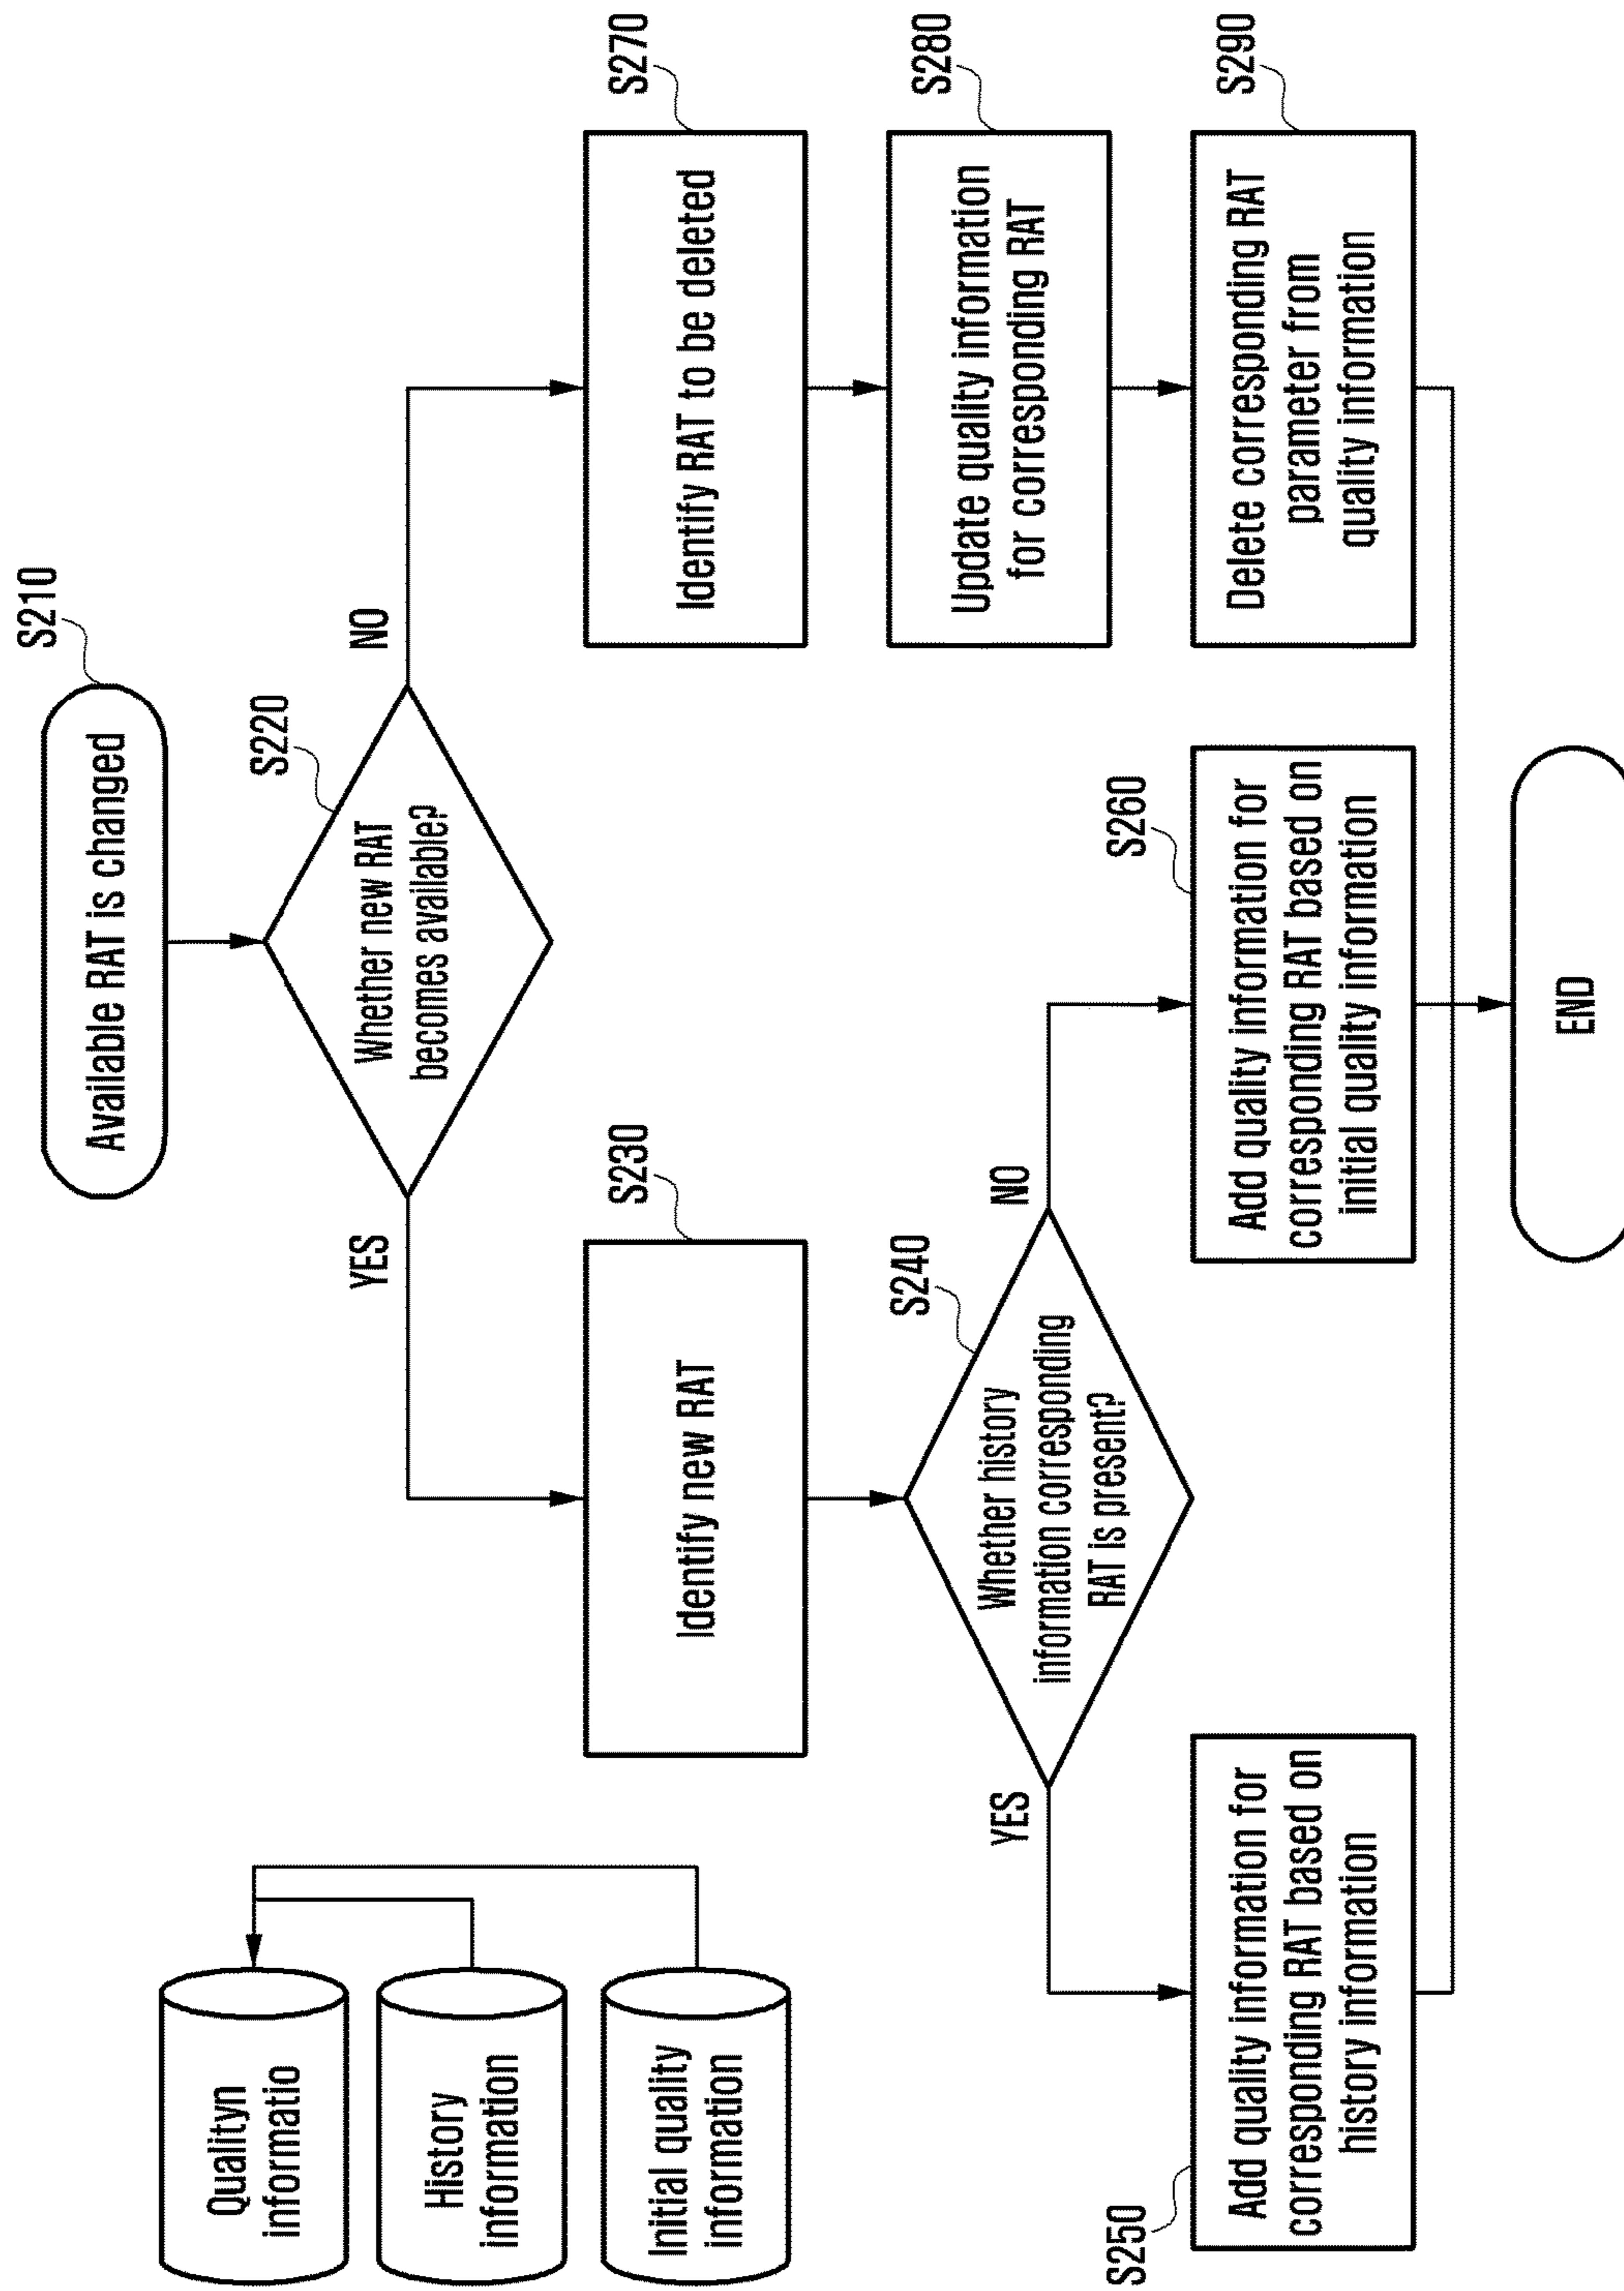 Available RAT is changed
S210
Whether new RAT
becomes available?
S220
YES
NO
Qualityn
informatio
History
information
Initial quality
information
Identify new RAT
S230
Identify RAT to be deleted
S270
Whether history
information corresponding
RAT is present?
S240
YES
NO
Update quality information
for corresponding RAT
S280
S250
Add quality information for
corresponding RAT based on
history information
Add quality information for
corresponding RAT based on
initial quality information
S260
Delete corresponding RAT
parameter from
quality information
S290
END